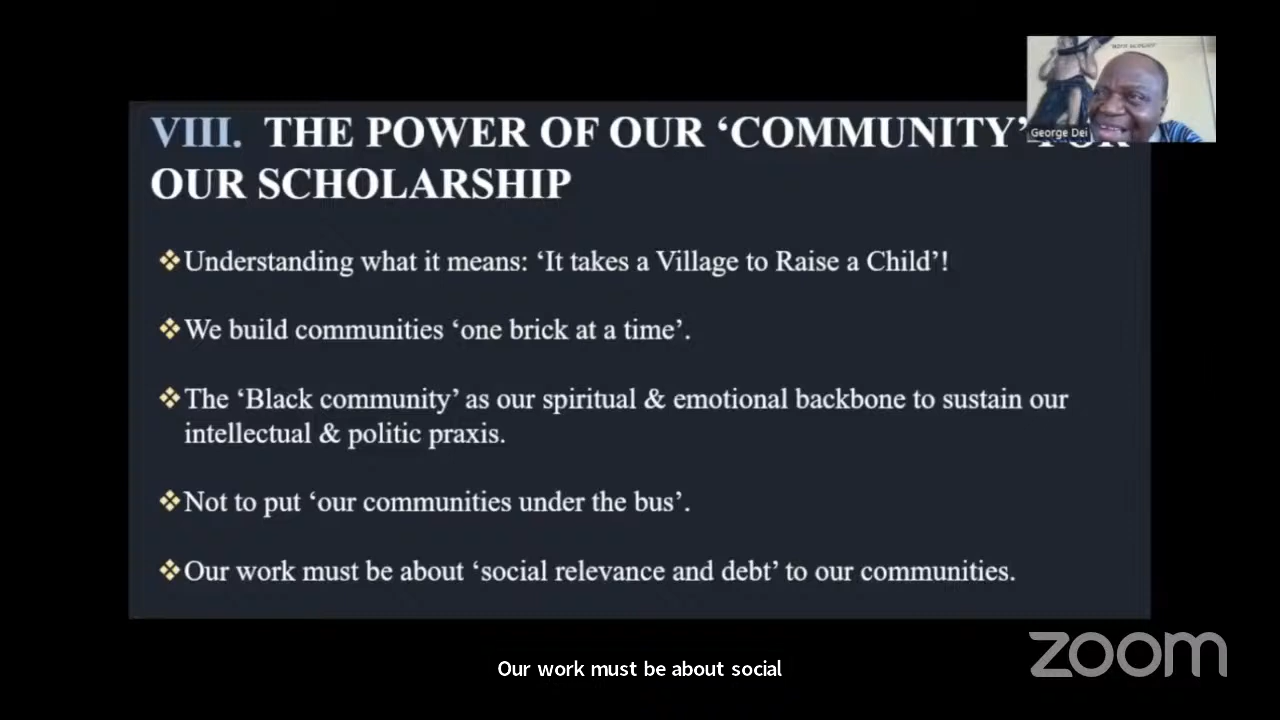 VIII. THE POWER OF OUR ‘COMMUNITY’ FOR
OUR SCHOLARSHIP
❖Understanding what it means: ‘It takes a Village to Raise a Child’!
❖We build communities ‘one brick at a time’.
❖The ‘Black community’ as our spiritual & emotional backbone to sustain our
intellectual & politic praxis.
❖Not to put ‘our communities under the bus’.
❖Our work must be about ‘social relevance and debt’ to our communities.
George Dei
Our work must be about social
zoom